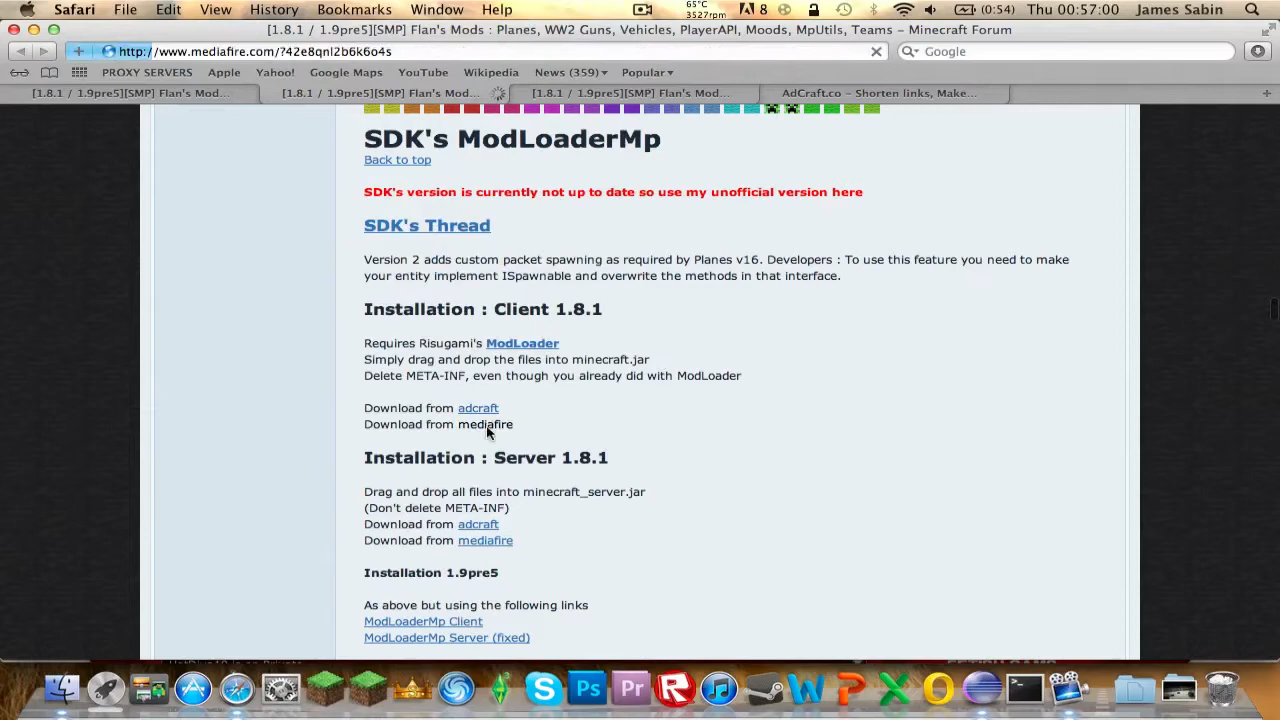 Safari File Edit View History Bookmarks Window Help 65°C 3527rpm 8 (0:54) Thu 00:57:00 James Sabin
[1.8.1 / 1.9pre5][SMP] Flan's Mods : Planes, WW2 Guns, Vehicles, PlayerAPI, Moods, MpUtils, Teams – Minecraft Forum
http://www.mediafire.com/?42e8qnl2b6k6o4s Google
PROXY SERVERS Apple Yahoo! Google Maps YouTube Wikipedia News (359) Popular
[1.8.1 / 1.9pre5][SMP] Flan's Mod... [1.8.1 / 1.9pre5][SMP] Flan's Mod... [1.8.1 / 1.9pre5][SMP] Flan's Mod... AdCraft.co – Shorten links, Make...
SDK's ModLoaderMp
Back to top
SDK's version is currently not up to date so use my unofficial version here
SDK's Thread
Version 2 adds custom packet spawning as required by Planes v16. Developers : To use this feature you need to make
your entity implement ISpawnable and overwrite the methods in that interface.
Installation : Client 1.8.1
Requires Risugami's ModLoader
Simply drag and drop the files into minecraft.jar
Delete META-INF, even though you already did with ModLoader
Download from adcraft
Download from mediafire
Installation : Server 1.8.1
Drag and drop all files into minecraft_server.jar
(Don't delete META-INF)
Download from adcraft
Download from mediafire
Installation 1.9pre5
As above but using the following links
ModLoaderMp Client
ModLoaderMp Server (fixed)